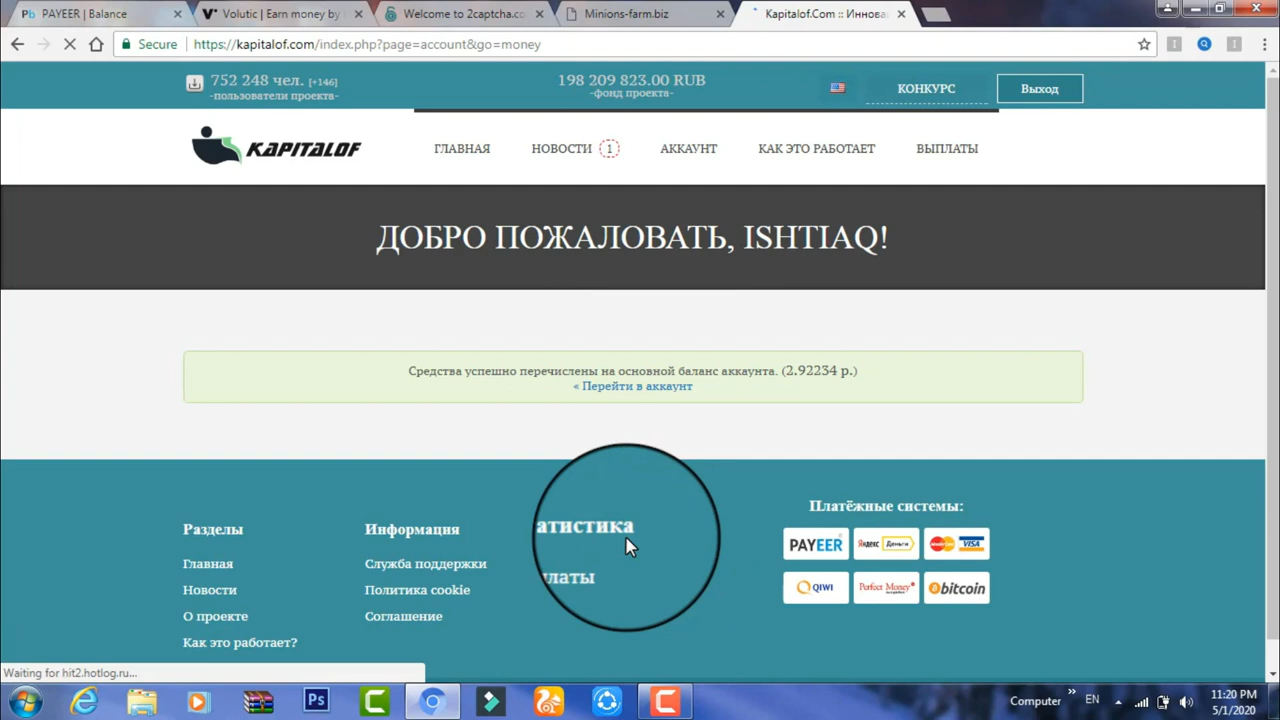 PAYEER | Balance
Volutic | Earn money by
Welcome to 2captcha.co
Minions-farm.biz
Kapitalof.Com :: Иннова
Secure
https://kapitalof.com/index.php?page=account&go=money
752 248 чел. [+146]
-пользователи проекта-
198 209 823.00 RUB
-фонд проекта-
КОНКУРС
Выход
KAPITALOF
ГЛАВНАЯ
НОВОСТИ 1
АККАУНТ
КАК ЭТО РАБОТАЕТ
ВЫПЛАТЫ
ДОБРО ПОЖАЛОВАТЬ, ISHTIAQ!
Средства успешно перечислены на основной баланс аккаунта. (2.92234 р.)
« Перейти в аккаунт
Разделы
Главная
Новости
О проекте
Как это работает?
Информация
Служба поддержки
Политика cookie
Соглашение
атистика
латы
Платёжные системы:
PAYEER
Яндекс Деньги
MasterCard VISA
QIWI
Perfect Money
bitcoin
Waiting for hit2.hotlog.ru...
Ps
Computer
EN
11:20 PM
5/1/2020